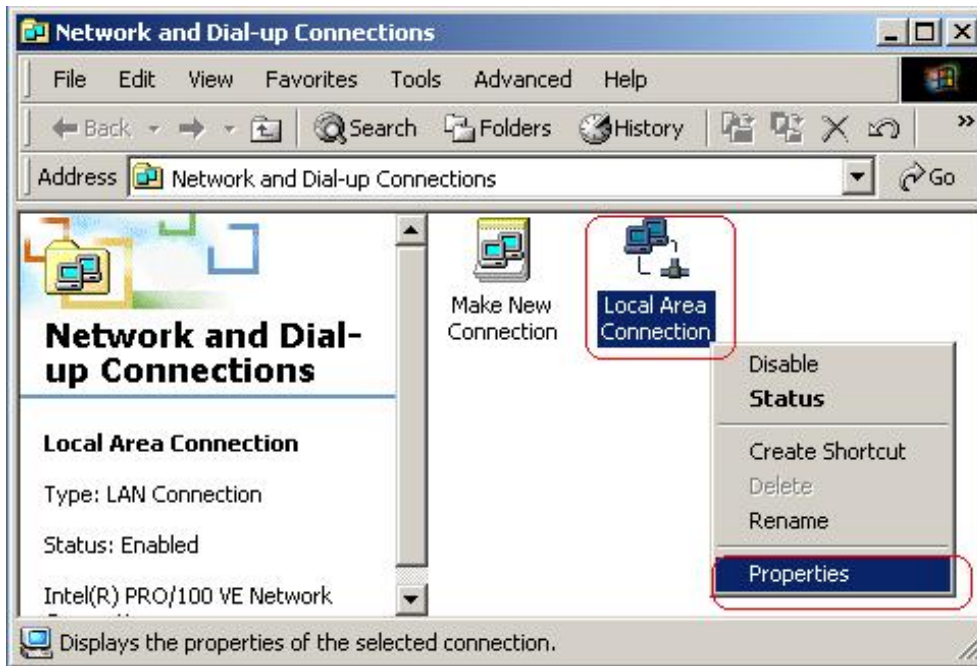 Network and Dial-up Connections
File Edit View Favorites Tools Advanced Help
Back Search Folders History »
Address Network and Dial-up Connections Go
Network and Dial-
up Connections
Local Area Connection
Type: LAN Connection
Status: Enabled
Intel(R) PRO/100 VE Network
Make New
Connection
Local Area
Connection
Disable
Status
Create Shortcut
Delete
Rename
Properties
Displays the properties of the selected connection.